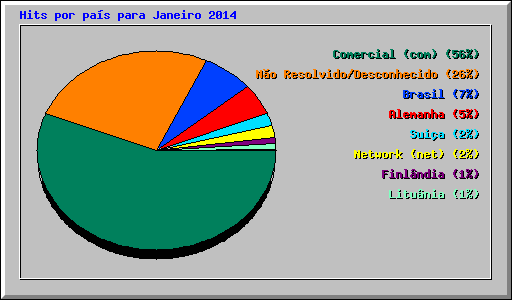 Hits por país para Janeiro 2014
Comercial (com) (56%)
Não Resolvido/Desconhecido (26%)
Brasil (7%)
Alemanha (5%)
Suiça (2%)
Network (net) (2%)
Finlândia (1%)
Lituânia (1%)